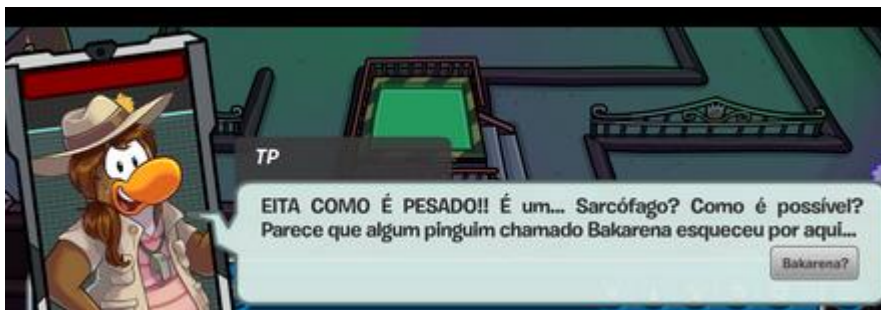 TP
EITA COMO É PESADO!! É um... Sarcófago? Como é possível?
Parece que algum pinguim chamado Bakarena esqueceu por aqui...
Bakarena?